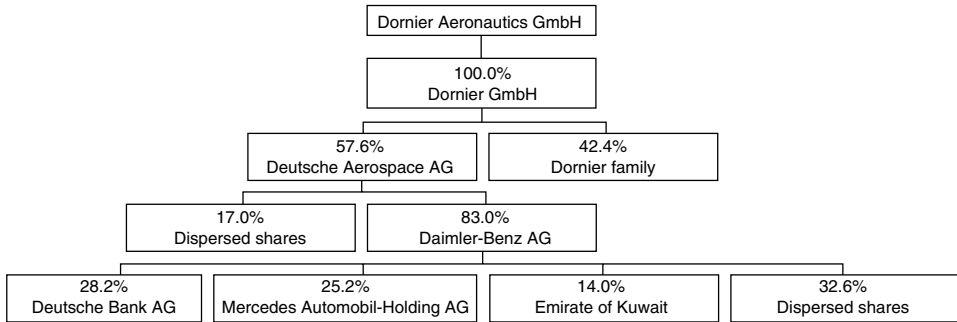 Dornier Aeronautics GmbH
100.0%
Dornier GmbH
57.6%
Deutsche Aerospace AG
42.4%
Dornier family
17.0%
Dispersed shares
83.0%
Daimler-Benz AG
28.2%
Deutsche Bank AG
25.2%
Mercedes Automobil-Holding AG
14.0%
Emirate of Kuwait
32.6%
Dispersed shares